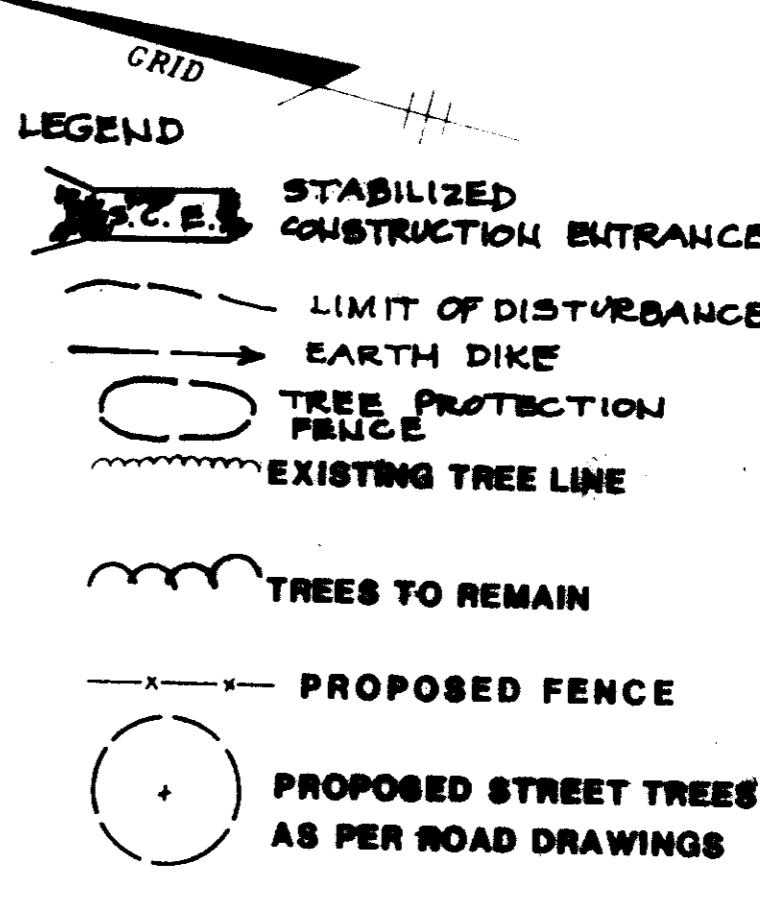 GRID
LEGEND
S.C.E.
STABILIZED
CONSTRUCTION ENTRANCE
LIMIT OF DISTURBANCE
EARTH DIKE
TREE PROTECTION
FENCE
EXISTING TREE LINE
TREES TO REMAIN
PROPOSED FENCE
PROPOSED STREET TREES
AS PER ROAD DRAWINGS